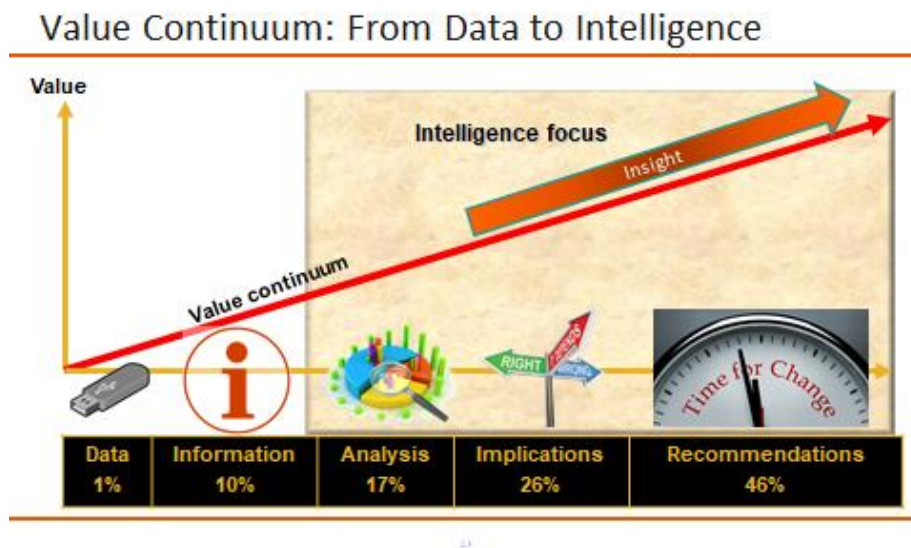 Value Continuum: From Data to Intelligence
Value
Intelligence focus
Insight
Value continuum
RIGHT
DEPENDS
WRONG
Time for Change
Data
Information
Analysis
Implications
Recommendations
1%
10%
17%
26%
46%